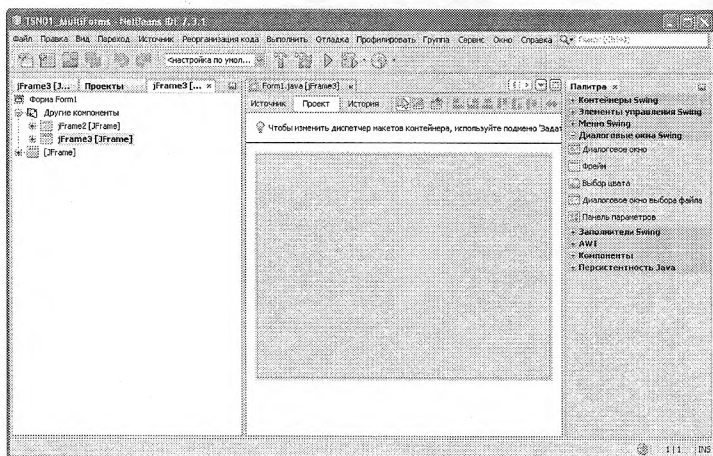 TSN01_MultiForms - NetBeans IDE 7.3.1
Файл Правка Вид Переход Источник Реорганизация кода Выполнить Отладка Профилировать Группа Сервис Окно Справка
<настройка по умол...
jFrame3 [J... Проекты jFrame3 [... ×
Форма Form1
Другие компоненты
jFrame2 [JFrame]
jFrame3 [JFrame]
[JFrame]
Form1.java [jFrame3] ×
Источник Проект История
Чтобы изменить диспетчер макетов контейнера, используйте подменю 'Задат
Палитра ×
+ Контейнеры Swing
+ Элементы управления Swing
+ Меню Swing
- Диалоговые окна Swing
Диалоговое окно
Фрейм
Выбор цвета
Диалоговое окно выбора файла
Панель параметров
+ Заполнители Swing
+ AWT
+ Компоненты
+ Персистентность Java
1|1 INS